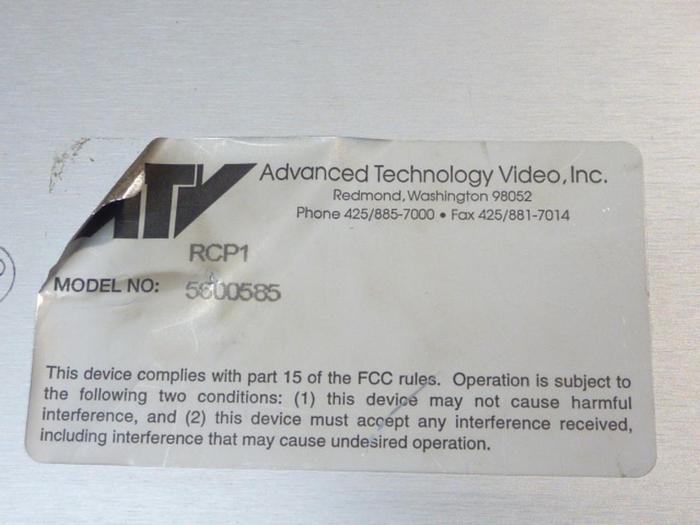 ATV
Advanced Technology Video, Inc.
Redmond, Washington 98052
Phone 425/885-7000 • Fax 425/881-7014
RCP1
MODEL NO: 5600585
This device complies with part 15 of the FCC rules. Operation is subject to
the following two conditions: (1) this device may not cause harmful
interference, and (2) this device must accept any interference received,
including interference that may cause undesired operation.